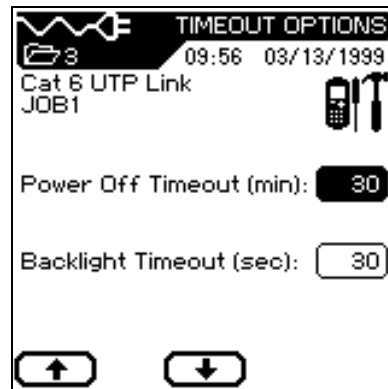 TIMEOUT OPTIONS
3 09:56 03/13/1999
Cat 6 UTP Link
JOB1
Power Off Timeout (min): 30
Backlight Timeout (sec): 30